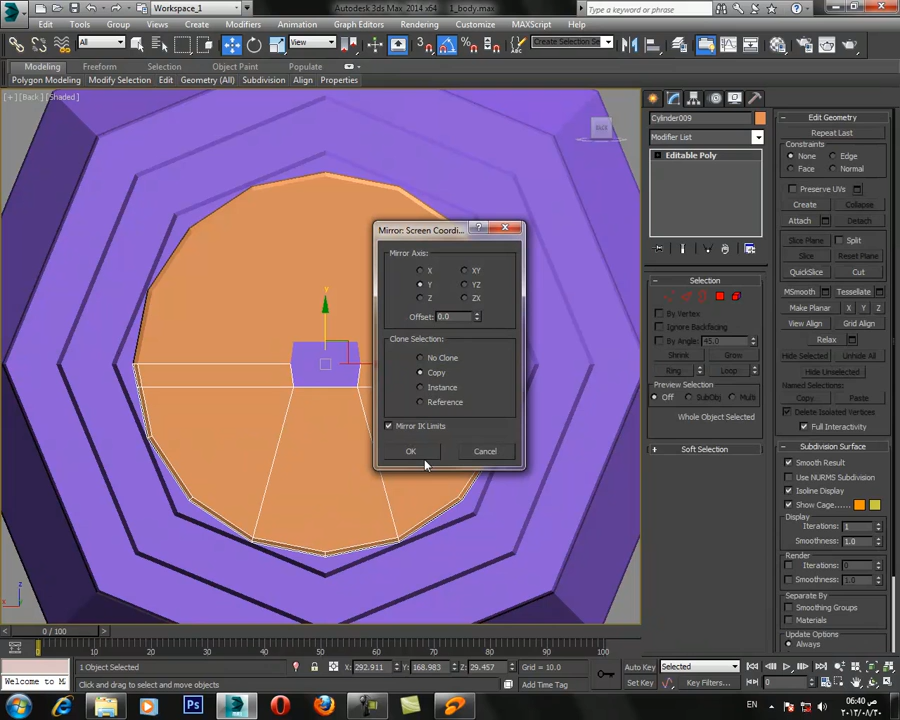 Workspace_1
Autodesk 3ds Max 2014 x64
1_body.max
Type a keyword or phrase
Edit Tools Group Views Create Modifiers Animation Graph Editors Rendering Customize MAXScript Help
All
View
Create Selection Se
Modeling Freeform Selection Object Paint Populate
Polygon Modeling Modify Selection Edit Geometry (All) Subdivision Align Properties
[+] [Back] [Shaded]
BACK
y
Mirror: Screen Coordi...
Mirror Axis:
X XY
Y YZ
Z ZX
Offset: 0.0
Clone Selection:
No Clone
Copy
Instance
Reference
Mirror IK Limits
OK Cancel
z
x
Cylinder009
Modifier List
Editable Poly
Selection
By Vertex
Ignore Backfacing
By Angle: 45.0
Shrink Grow
Ring Loop
Preview Selection
Off SubObj Multi
Whole Object Selected
Soft Selection
Edit Geometry
Repeat Last
Constraints
None Edge
Face Normal
Preserve UVs
Create Collapse
Attach Detach
Slice Plane Split
Slice Reset Plane
QuickSlice Cut
MSmooth Tessellate
Make Planar X Y Z
View Align Grid Align
Relax
Hide Selected Unhide All
Hide Unselected
Named Selections:
Copy Paste
Delete Isolated Vertices
Full Interactivity
Subdivision Surface
Smooth Result
Use NURMS Subdivision
Isoline Display
Show Cage......
Display
Iterations: 1
Smoothness: 1.0
Render
Iterations: 0
Smoothness: 1.0
Separate By
Smoothing Groups
Materials
Update Options
Always
0 / 100
0 10 20 30 40 50 60 70 80 90 100
1 Object Selected
X: 292.911 Y: 168.983 Z: 29.457 Grid = 10.0
Auto Key Selected
Welcome to M
Click and drag to select and move objects
Add Time Tag
Set Key Key Filters...
0
Ps
EN
06:40 ص